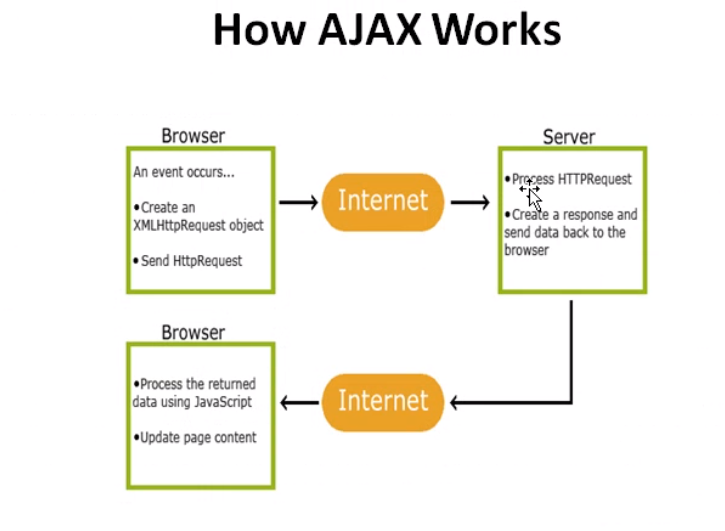 How AJAX Works
Browser
An event occurs...
•Create an
XMLHttpRequest object
• Send HttpRequest
Internet
Server
•Process HTTPRequest
•Create a response and
send data back to the
browser
Browser
•Process the returned
data using JavaScript
•Update page content
Internet